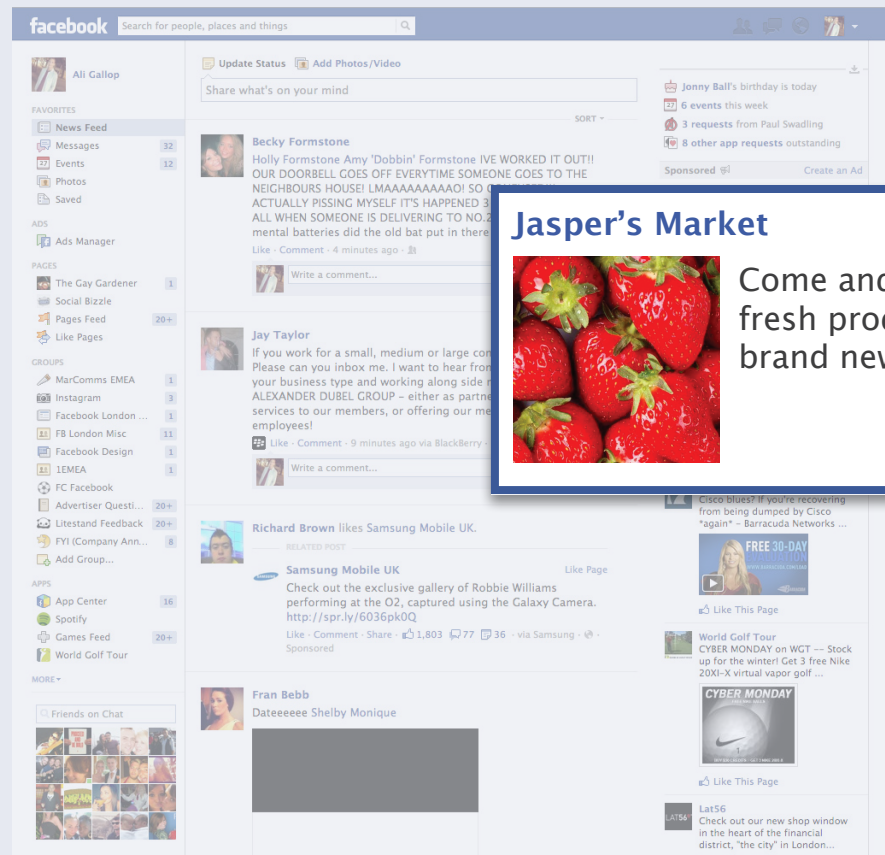 facebook
Search for people, places and things
Ali Gallop
FAVORITES
News Feed
Messages 32
Events 12
Photos
Saved
ADS
Ads Manager
PAGES
The Gay Gardener 1
Social Bizzle
Pages Feed 20+
Like Pages
GROUPS
MarComms EMEA 1
Instagram 3
Facebook London ... 1
FB London Misc 11
Facebook Design 1
1EMEA 1
FC Facebook
Advertiser Questi... 20+
Litestand Feedback 20+
FYI (Company Ann... 8
Add Group...
APPS
App Center 16
Spotify
Games Feed 20+
World Golf Tour
MORE
Friends on Chat
Update Status Add Photos/Video
Share what's on your mind
SORT
Becky Formstone
Holly Formstone Amy 'Dobbin' Formstone IVE WORKED IT OUT!!
OUR DOORBELL GOES OFF EVERYTIME SOMEONE GOES TO THE
NEIGHBOURS HOUSE! LMAAAAAAAAO! SO
ACTUALLY PISSING MYSELF IT'S HAPPENED 3
ALL WHEN SOMEONE IS DELIVERING TO NO.2
mental batteries did the old bat put in there
Like · Comment · 4 minutes ago ·
Write a comment...
Jay Taylor
If you work for a small, medium or large
Please can you inbox me. I want to hear
your business type and working along side
ALEXANDER DUBEL GROUP – either as
services to our members, or offering our
employees!
Like · Comment · 9 minutes ago via BlackBerry ·
Write a comment...
Richard Brown likes Samsung Mobile UK.
RELATED POST
Samsung Mobile UK Like Page
Check out the exclusive gallery of Robbie Williams
performing at the O2, captured using the Galaxy Camera.
http://spr.ly/6036pk0Q
Like · Comment · Share · 1,803 77 36 · via Samsung ·
Sponsored
Fran Bebb
Dateeeeee Shelby Monique
Jonny Ball's birthday is today
6 events this week
3 requests from Paul Swadling
8 other app requests outstanding
Sponsored Create an Ad
Jasper's Market
Come and
fresh
brand
Cisco blues? If you're recovering
from being dumped by Cisco
*again* – Barracuda Networks ...
FREE 30-DAY
Like This Page
World Golf Tour
CYBER MONDAY on WGT –– Stock
up for the winter! Get 3 free Nike
20XI-X virtual vapor golf ...
CYBER MONDAY
Like This Page
Lat56
LAT56°
Check out our new shop window
in the heart of the financial
district, "the city" in London...